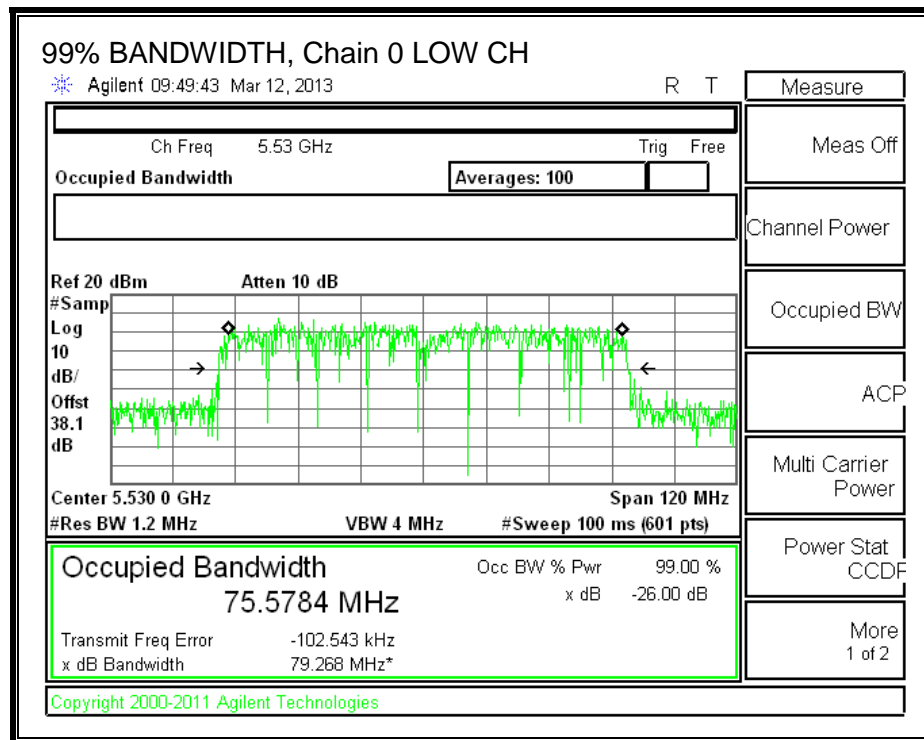 99% BANDWIDTH, Chain 0 LOW CH
Agilent 09:49:43 Mar 12, 2013 R T
Measure
Ch Freq 5.53 GHz Trig Free
Occupied Bandwidth Averages: 100
Meas Off
Channel Power
Occupied BW
ACP
Multi Carrier
Power
Power Stat
CCDF
More
1 of 2
Ref 20 dBm Atten 10 dB
#Samp
Log
10
dB/
Offst
38.1
dB
Center 5.530 0 GHz Span 120 MHz
#Res BW 1.2 MHz VBW 4 MHz #Sweep 100 ms (601 pts)
Occupied Bandwidth Occ BW % Pwr 99.00 %
75.5784 MHz x dB -26.00 dB
Transmit Freq Error -102.543 kHz
x dB Bandwidth 79.268 MHz*
Copyright 2000-2011 Agilent Technologies